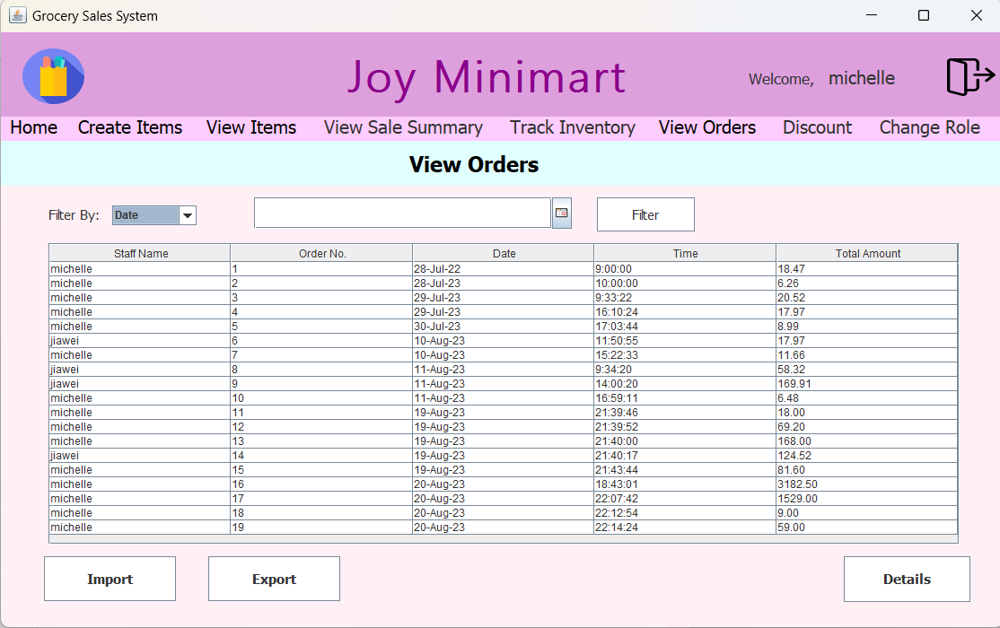 Grocery Sales System
Joy Minimart
Welcome, michelle
Home Create Items View Items View Sale Summary Track Inventory View Orders Discount Change Role
View Orders
Filter By: Date Filter
Staff Name Order No. Date Time Total Amount
michelle 1 28-Jul-22 9:00:00 18.47
michelle 2 28-Jul-23 10:00:00 6.26
michelle 3 29-Jul-23 9:33:22 20.52
michelle 4 29-Jul-23 16:10:24 17.97
michelle 5 30-Jul-23 17:03:44 8.99
jiawei 6 10-Aug-23 11:50:55 17.97
michelle 7 10-Aug-23 15:22:33 11.66
jiawei 8 11-Aug-23 9:34:20 58.32
jiawei 9 11-Aug-23 14:00:20 169.91
michelle 10 11-Aug-23 16:59:11 6.48
michelle 11 19-Aug-23 21:39:46 18.00
michelle 12 19-Aug-23 21:39:52 69.20
michelle 13 19-Aug-23 21:40:00 168.00
jiawei 14 19-Aug-23 21:40:17 124.52
michelle 15 19-Aug-23 21:43:44 81.60
michelle 16 20-Aug-23 18:43:01 3182.50
michelle 17 20-Aug-23 22:07:42 1529.00
michelle 18 20-Aug-23 22:12:54 9.00
michelle 19 20-Aug-23 22:14:24 59.00
Import Export Details